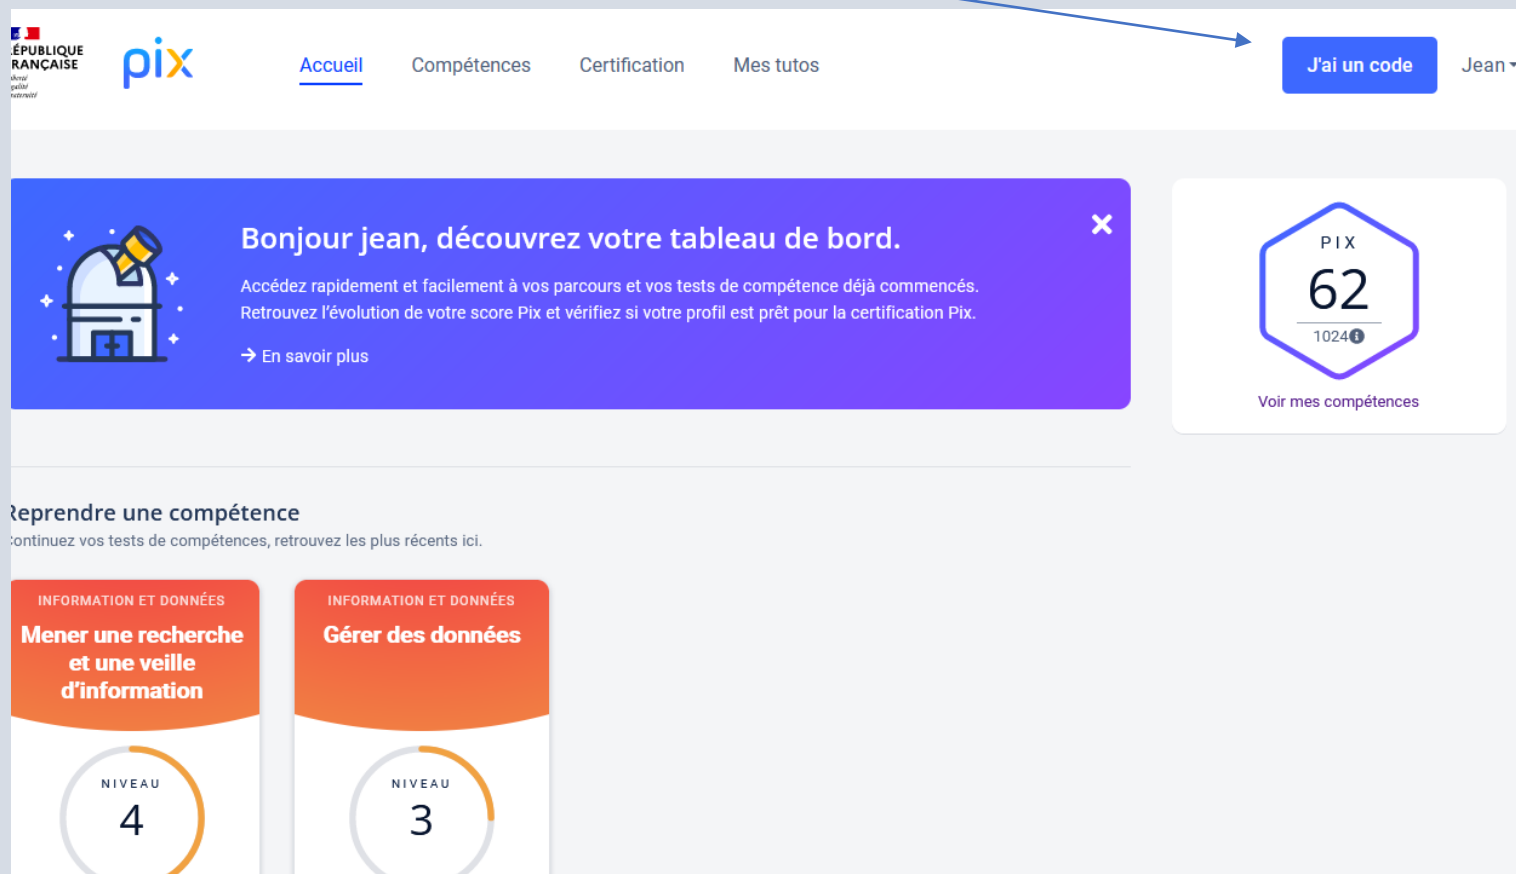 ÉPUBLIQUE
RANÇAISE
pix
Accueil
Compétences
Certification
Mes tutos
J'ai un code
Jean
Bonjour jean, découvrez votre tableau de bord.
Accédez rapidement et facilement à vos parcours et vos tests de compétence déjà commencés.
Retrouvez l’évolution de votre score Pix et vérifiez si votre profil est prêt pour la certification Pix.
→ En savoir plus
PIX
62
1024
Voir mes compétences
Reprendre une compétence
Continuez vos tests de compétences, retrouvez les plus récents ici.
INFORMATION ET DONNÉES
Mener une recherche
et une veille
d’information
NIVEAU
4
INFORMATION ET DONNÉES
Gérer des données
NIVEAU
3